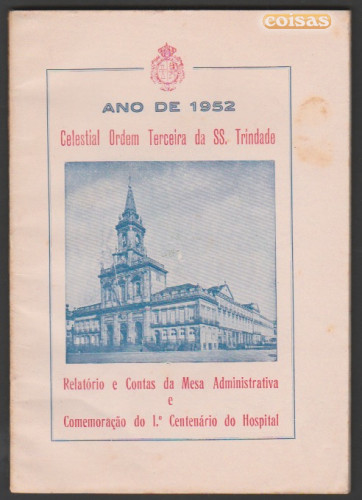 coisas
ANO DE 1952
Celestial Ordem Terceira da SS. Trindade
Relatório e Contas da Mesa Administrativa
e
Comemoração do 1.º Centenário do Hospital